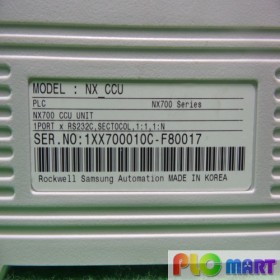 MODEL : NX_CCU
PLC NX700 Series
NX700 CCU UNIT
1PORT x RS232C,SECTOCOL,1:1,1:N
SER.NO:1XX700010C-F80017
Rockwell Samsung Automation MADE IN KOREA
PLC MART